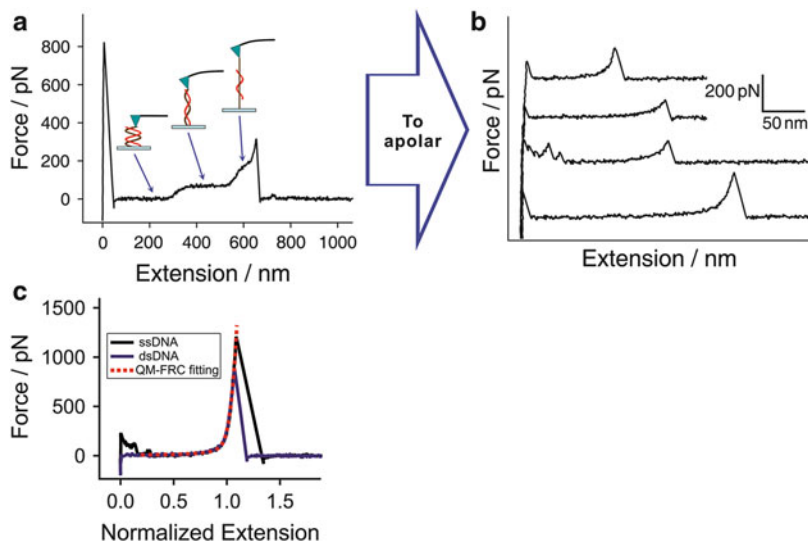 a
Force / pN
800
600
400
200
0
0 200 400 600 800 1000
Extension / nm
To
apolar
b
Force / pN
200 pN
50 nm
Extension / nm
c
Force / pN
1500
1000
500
0
ssDNA
dsDNA
QM-FRC fitting
0.0 0.5 1.0 1.5
Normalized Extension